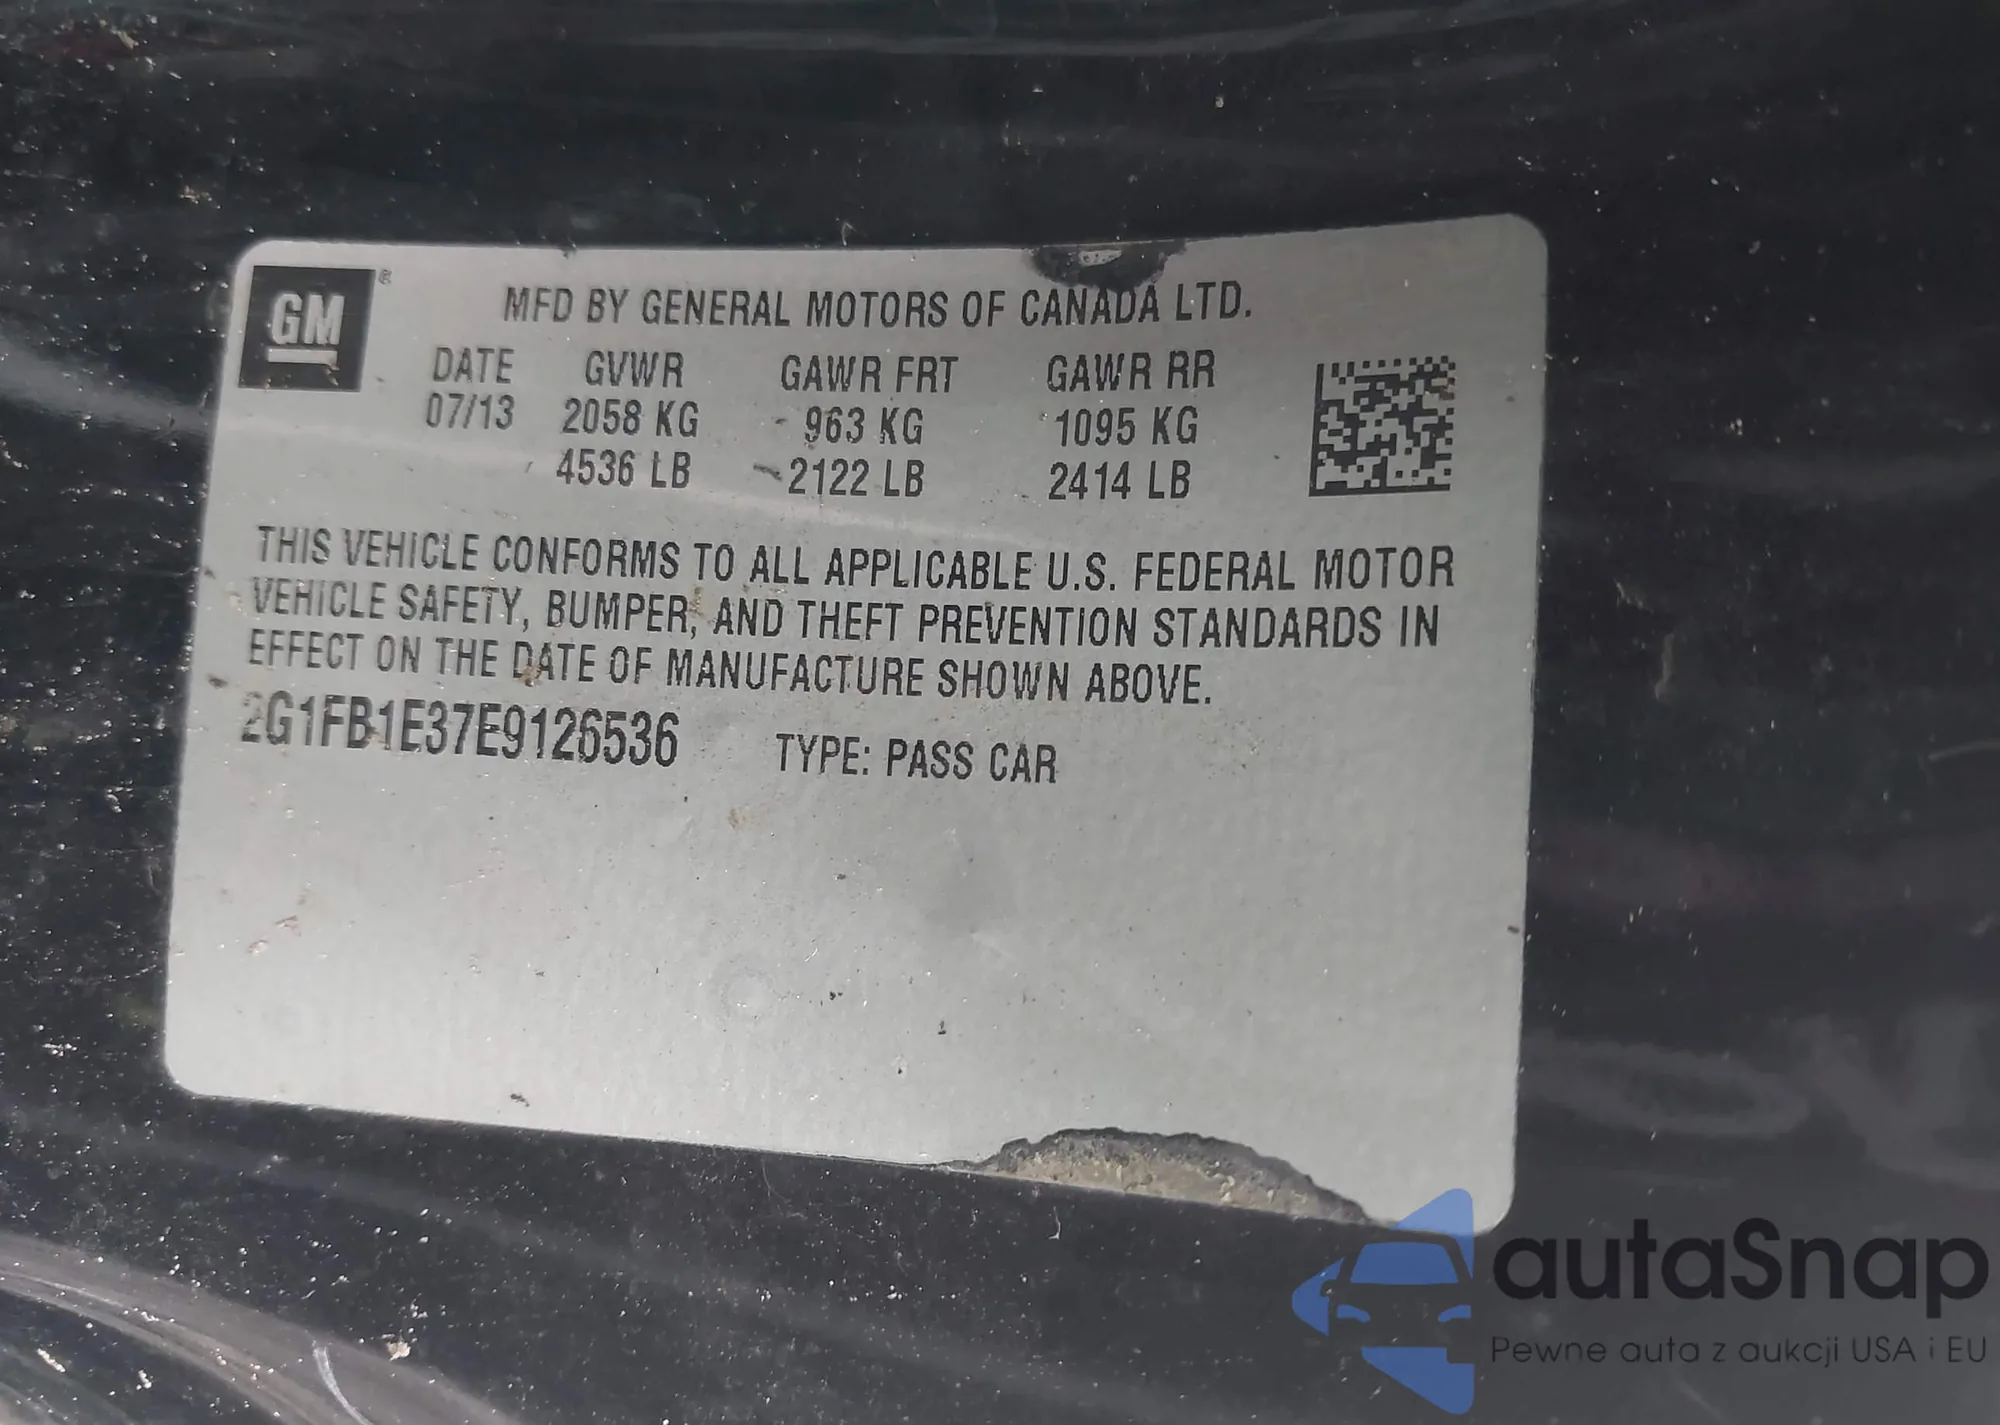 GM ®
MFD BY GENERAL MOTORS OF CANADA LTD.
DATE GVWR GAWR FRT GAWR RR
07/13 2058 KG 963 KG 1095 KG
4536 LB 2122 LB 2414 LB
THIS VEHICLE CONFORMS TO ALL APPLICABLE U.S. FEDERAL MOTOR
VEHICLE SAFETY, BUMPER, AND THEFT PREVENTION STANDARDS IN
EFFECT ON THE DATE OF MANUFACTURE SHOWN ABOVE.
2G1FB1E37E9126536 TYPE: PASS CAR
autaSnap
Pewne auta z aukcji USA i EU